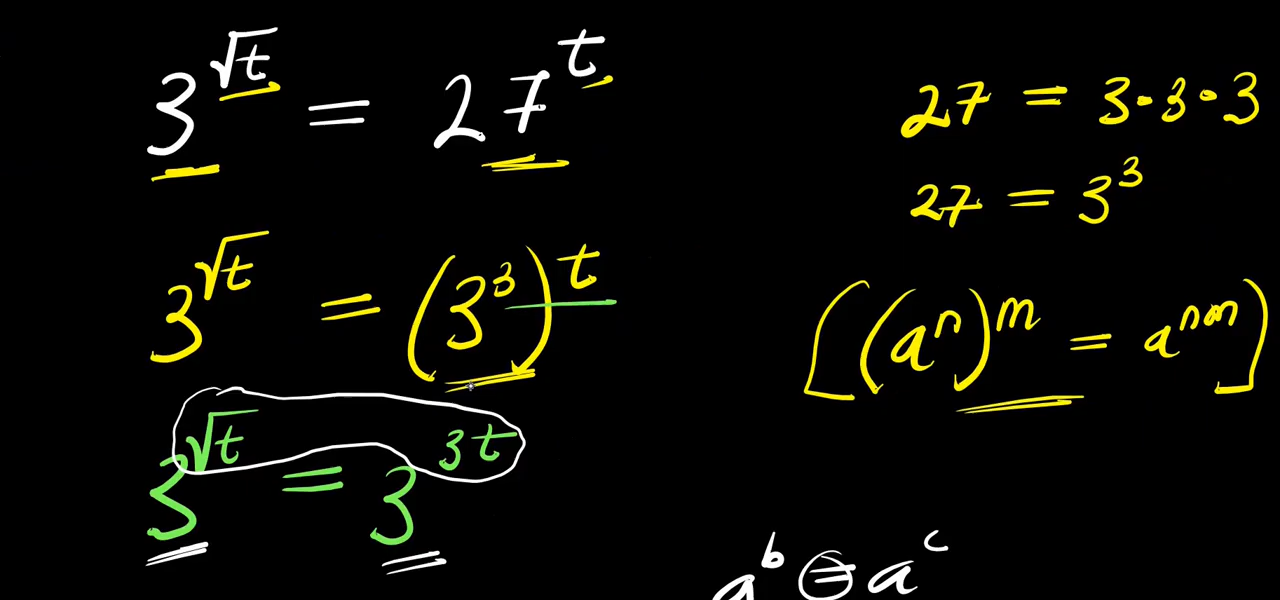 3^√t = 27^t
27 = 3·3·3
27 = 3^3
3^√t = (3^3)^t
[(a^n)^m = a^nm]
3^√t = 3^3t
a^b = a^c